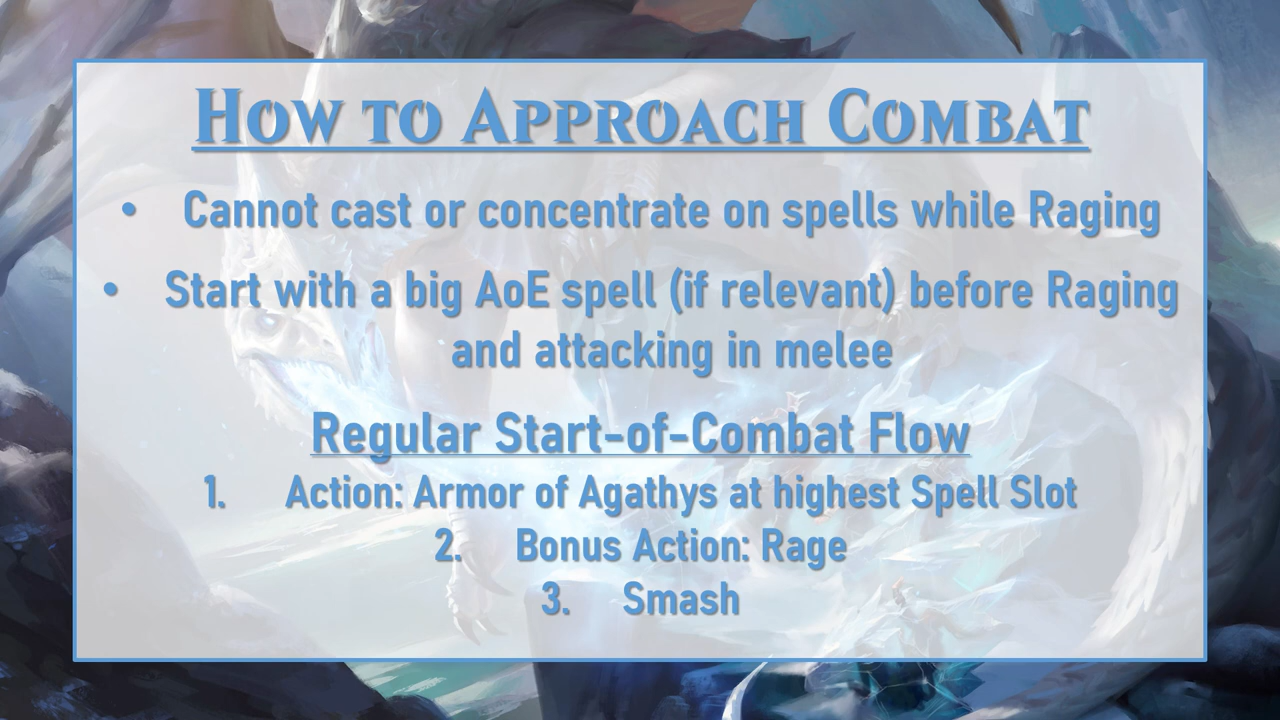 How to Approach Combat
• Cannot cast or concentrate on spells while Raging
• Start with a big AoE spell (if relevant) before Raging
and attacking in melee
Regular Start-of-Combat Flow
1. Action: Armor of Agathys at highest Spell Slot
2. Bonus Action: Rage
3. Smash